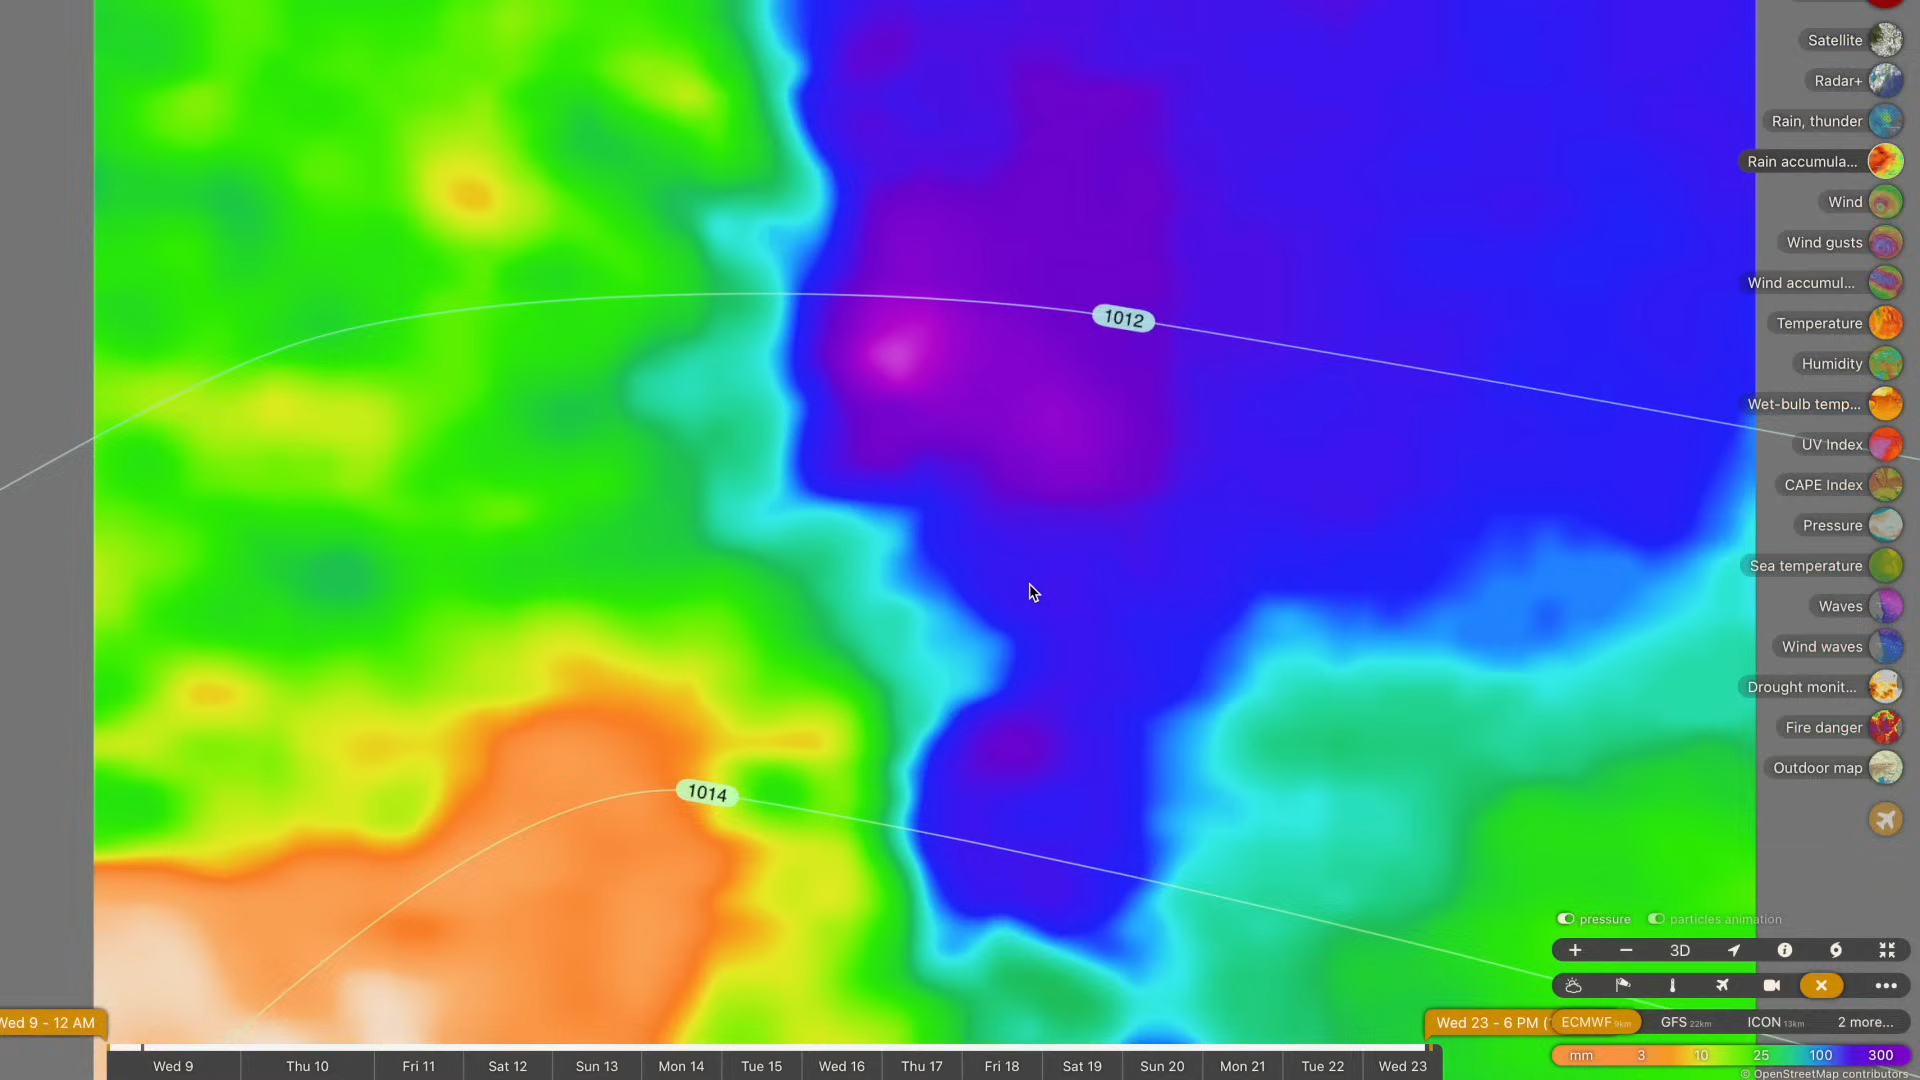 Satellite
Radar+
Rain, thunder
Rain accumula...
Wind
Wind gusts
Wind accumul...
Temperature
Humidity
Wet-bulb temp...
UV Index
CAPE Index
Pressure
Sea temperature
Waves
Wind waves
Drought monit...
Fire danger
Outdoor map
1012
1014
pressure particles animation
+ − 3D
Wed 9 - 12 AM
Wed 23 - 6 PM (
ECMWF 9km GFS 22km ICON 13km 2 more...
Wed 9 Thu 10 Fri 11 Sat 12 Sun 13 Mon 14 Tue 15 Wed 16 Thu 17 Fri 18 Sat 19 Sun 20 Mon 21 Tue 22 Wed 23
mm 3 10 25 100 300
© OpenStreetMap contributors